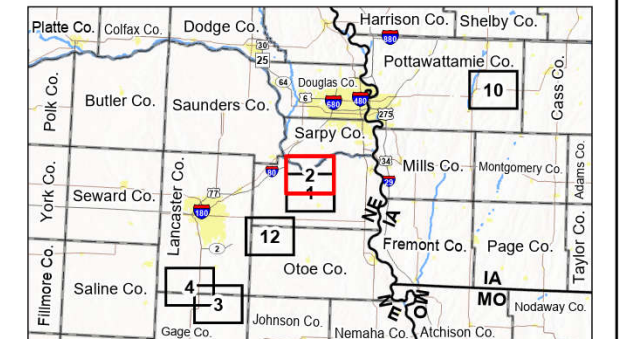 Harrison Co.
Shelby Co.
Platte Co.
Colfax Co.
Dodge Co.
880
30
25
Pottawattamie Co.
Polk Co.
Butler Co.
Saunders Co.
64
Douglas Co.
6
680
480
275
10
Cass Co.
Sarpy Co.
York Co.
Seward Co.
Lancaster Co.
77
80
2
1
34
29
Mills Co.
Montgomery Co.
Adams Co.
180
NE
IA
2
12
Fremont Co.
Page Co.
Taylor Co.
Fillmore Co.
Saline Co.
4
3
Otoe Co.
IA
MO
NE
MO
Nodaway Co.
Gage Co.
Johnson Co.
Nemaha Co.
Atchison Co.